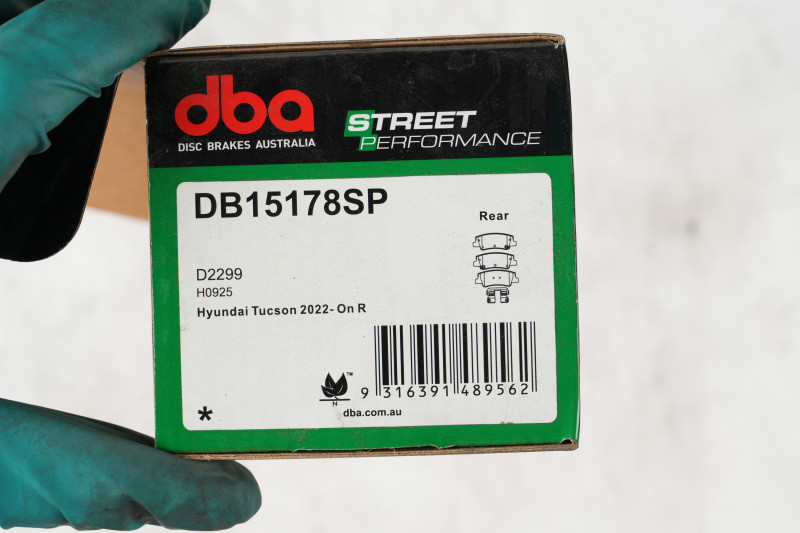 dba
DISC BRAKES AUSTRALIA
STREET
PERFORMANCE
DB15178SP
Rear
D2299
H0925
Hyundai Tucson 2022- On R
™
N
9 316391 489562
*
dba.com.au